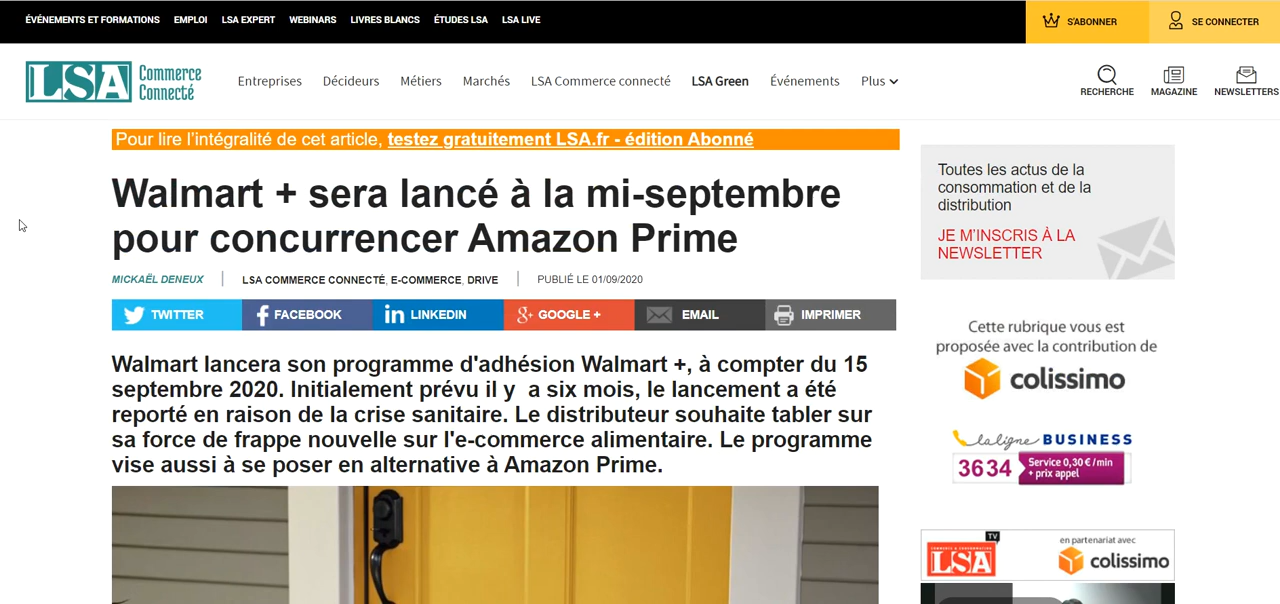 ÉVÉNEMENTS ET FORMATIONS EMPLOI LSA EXPERT WEBINARS LIVRES BLANCS ÉTUDES LSA LSA LIVE S'ABONNER SE CONNECTER
LSA Commerce Connecté
Entreprises Décideurs Métiers Marchés LSA Commerce connecté LSA Green Événements Plus
RECHERCHE MAGAZINE NEWSLETTERS
Pour lire l'intégralité de cet article, testez gratuitement LSA.fr - édition Abonné
Walmart + sera lancé à la mi-septembre
pour concurrencer Amazon Prime
MICKAËL DENEUX LSA COMMERCE CONNECTÉ, E-COMMERCE, DRIVE PUBLIÉ LE 01/09/2020
TWITTER FACEBOOK LINKEDIN GOOGLE + EMAIL IMPRIMER
Walmart lancera son programme d'adhésion Walmart +, à compter du 15
septembre 2020. Initialement prévu il y  a six mois, le lancement a été
reporté en raison de la crise sanitaire. Le distributeur souhaite tabler sur
sa force de frappe nouvelle sur l'e-commerce alimentaire. Le programme
vise aussi à se poser en alternative à Amazon Prime.
Toutes les actus de la
consommation et de la
distribution
JE M'INSCRIS À LA
NEWSLETTER
Cette rubrique vous est
proposée avec la contribution de
colissimo
la ligne BUSINESS
3634 Service 0,30 € / min
+ prix appel
LSA TV
en partenariat avec
colissimo